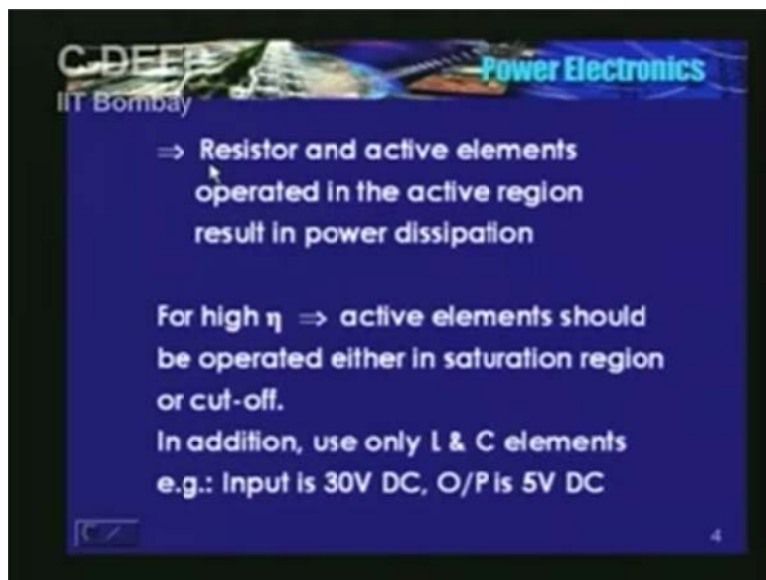 C-DEEP
Power Electronics
IIT Bombay
⇒ Resistor and active elements
operated in the active region
result in power dissipation
For high η ⇒ active elements should
be operated either in saturation region
or cut-off.
In addition, use only L & C elements
e.g.: Input is 30V DC, O/P is 5V DC
4